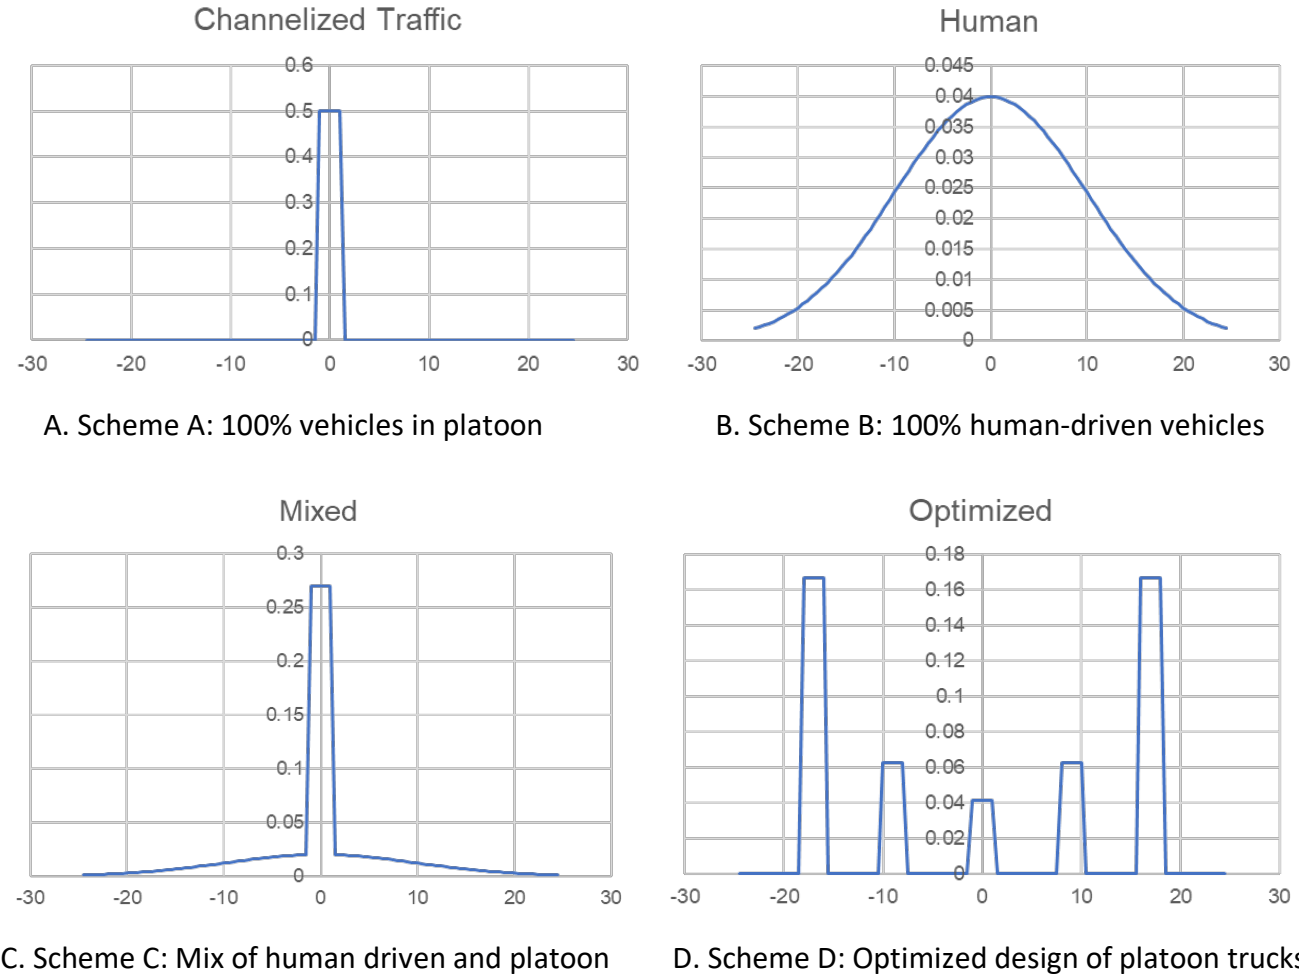 Channelized Traffic
0.6
0.5
0.4
0.3
0.2
0.1
0
-30 -20 -10 0 10 20 30
A. Scheme A: 100% vehicles in platoon
Human
0.045
0.04
0.035
0.03
0.025
0.02
0.015
0.01
0.005
0
-30 -20 -10 0 10 20 30
B. Scheme B: 100% human-driven vehicles
Mixed
0.3
0.25
0.2
0.15
0.1
0.05
0
-30 -20 -10 0 10 20 30
C. Scheme C: Mix of human driven and platoon
Optimized
0.18
0.16
0.14
0.12
0.1
0.08
0.06
0.04
0.02
0
-30 -20 -10 0 10 20 30
D. Scheme D: Optimized design of platoon trucks